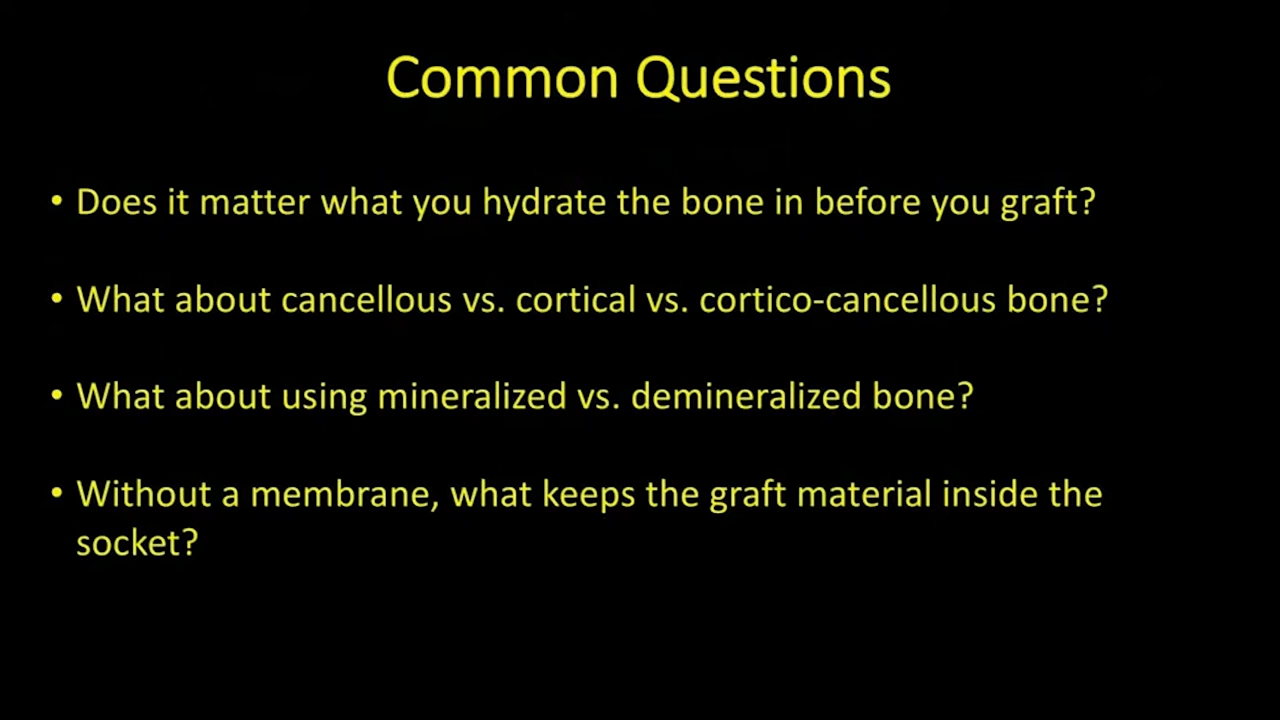 Common Questions
• Does it matter what you hydrate the bone in before you graft?
• What about cancellous vs. cortical vs. cortico-cancellous bone?
• What about using mineralized vs. demineralized bone?
• Without a membrane, what keeps the graft material inside the
socket?